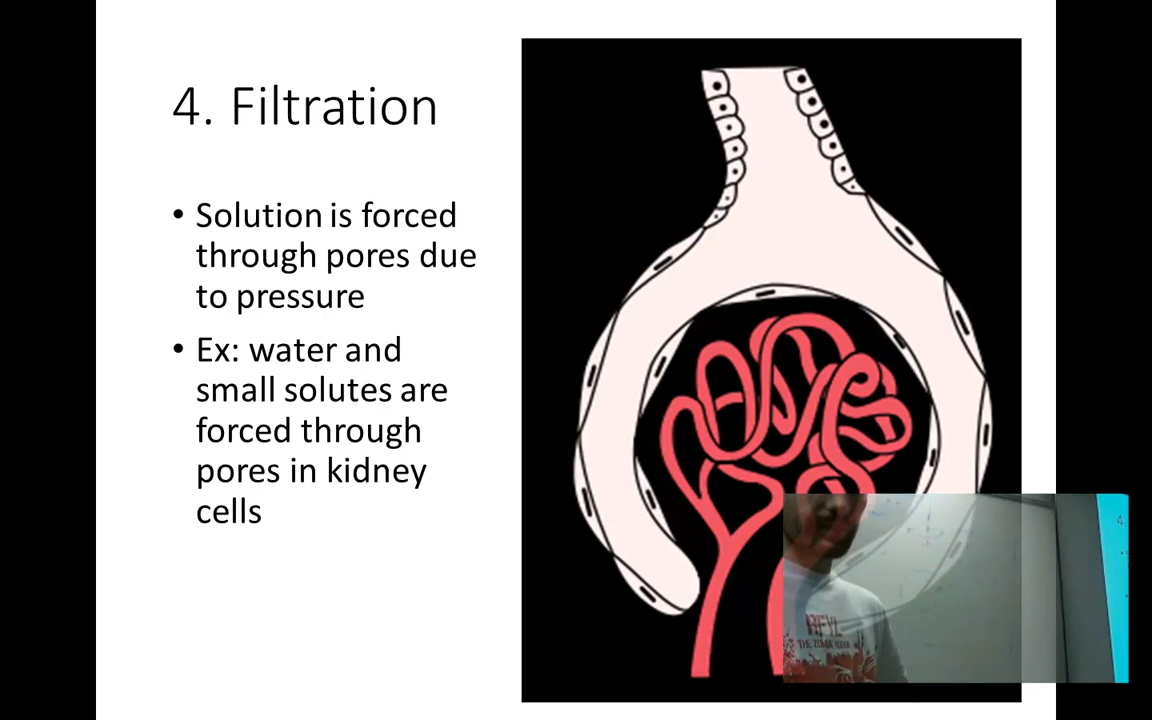 4. Filtration
• Solution is forced
through pores due
to pressure
• Ex: water and
small solutes are
forced through
pores in kidney
cells
4.